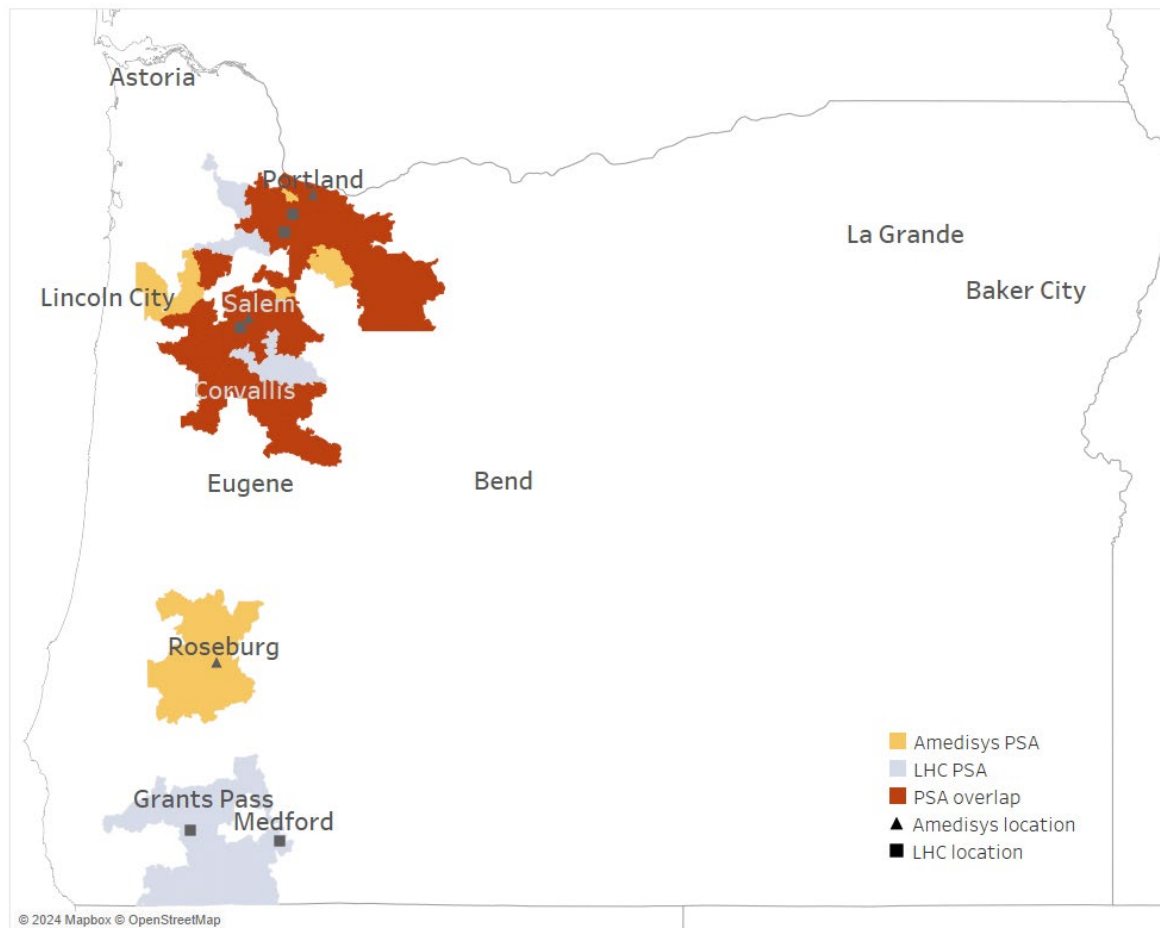 Astoria
Portland
La Grande
Lincoln City
Salem
Baker City
Corvallis
Eugene
Bend
Roseburg
Grants Pass
Medford
Amedisys PSA
LHC PSA
PSA overlap
Amedisys location
LHC location
© 2024 Mapbox © OpenStreetMap